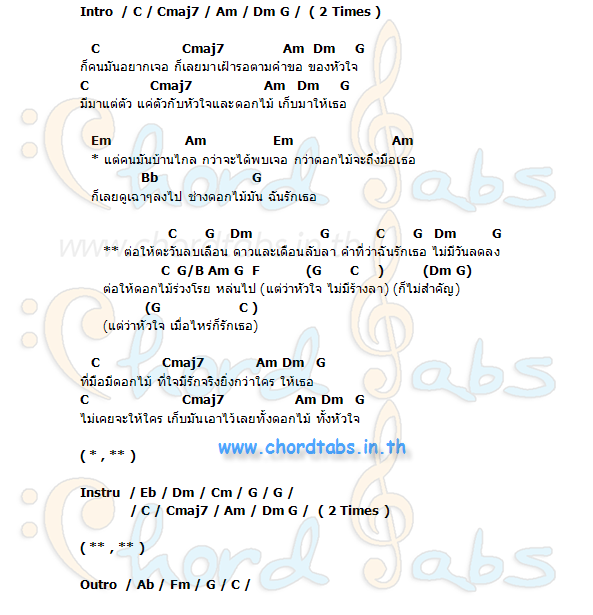 Intro / C / Cmaj7 / Am / Dm G / ( 2 Times )
C Cmaj7 Am Dm G
ก็คนมันอยากเจอ ก็เลยมาเฝ้ารอตามคำขอ ของหัวใจ
C Cmaj7 Am Dm G
มีมาแต่ตัว แค่ตัวกับหัวใจและดอกไม้ เก็บมาให้เธอ
Em Am Em Am
* แต่คนมันบ้านไกล กว่าจะได้พบเจอ กว่าดอกไม้จะถึงมือเธอ
Bb G
ก็เลยดูเฉาๆลงไป ช่างดอกไม้มัน ฉันรักเธอ
C G Dm G C G Dm G
** ต่อให้ตะวันลบเลือน ดาวและเดือนลับลา คำที่ว่าฉันรักเธอ ไม่มีวันลดลง
C G/B Am G F (G C ) (Dm G)
ต่อให้ดอกไม้ร่วงโรย หล่นไป (แต่ว่าหัวใจ ไม่มีร้างลา) (ก็ไม่สำคัญ)
(G C )
(แต่ว่าหัวใจ เมื่อไหร่ก็รักเธอ)
C Cmaj7 Am Dm G
ที่มือมีดอกไม้ ที่ใจมีรักจริงยิ่งกว่าใคร ให้เธอ
C Cmaj7 Am Dm G
ไม่เคยจะให้ใคร เก็บมันเอาไว้เลยทั้งดอกไม้ ทั้งหัวใจ
www.chordtabs.in.th
( * , ** )
Instru / Eb / Dm / Cm / G / G /
/ C / Cmaj7 / Am / Dm G / ( 2 Times )
( ** , ** )
Outro / Ab / Fm / G / C /